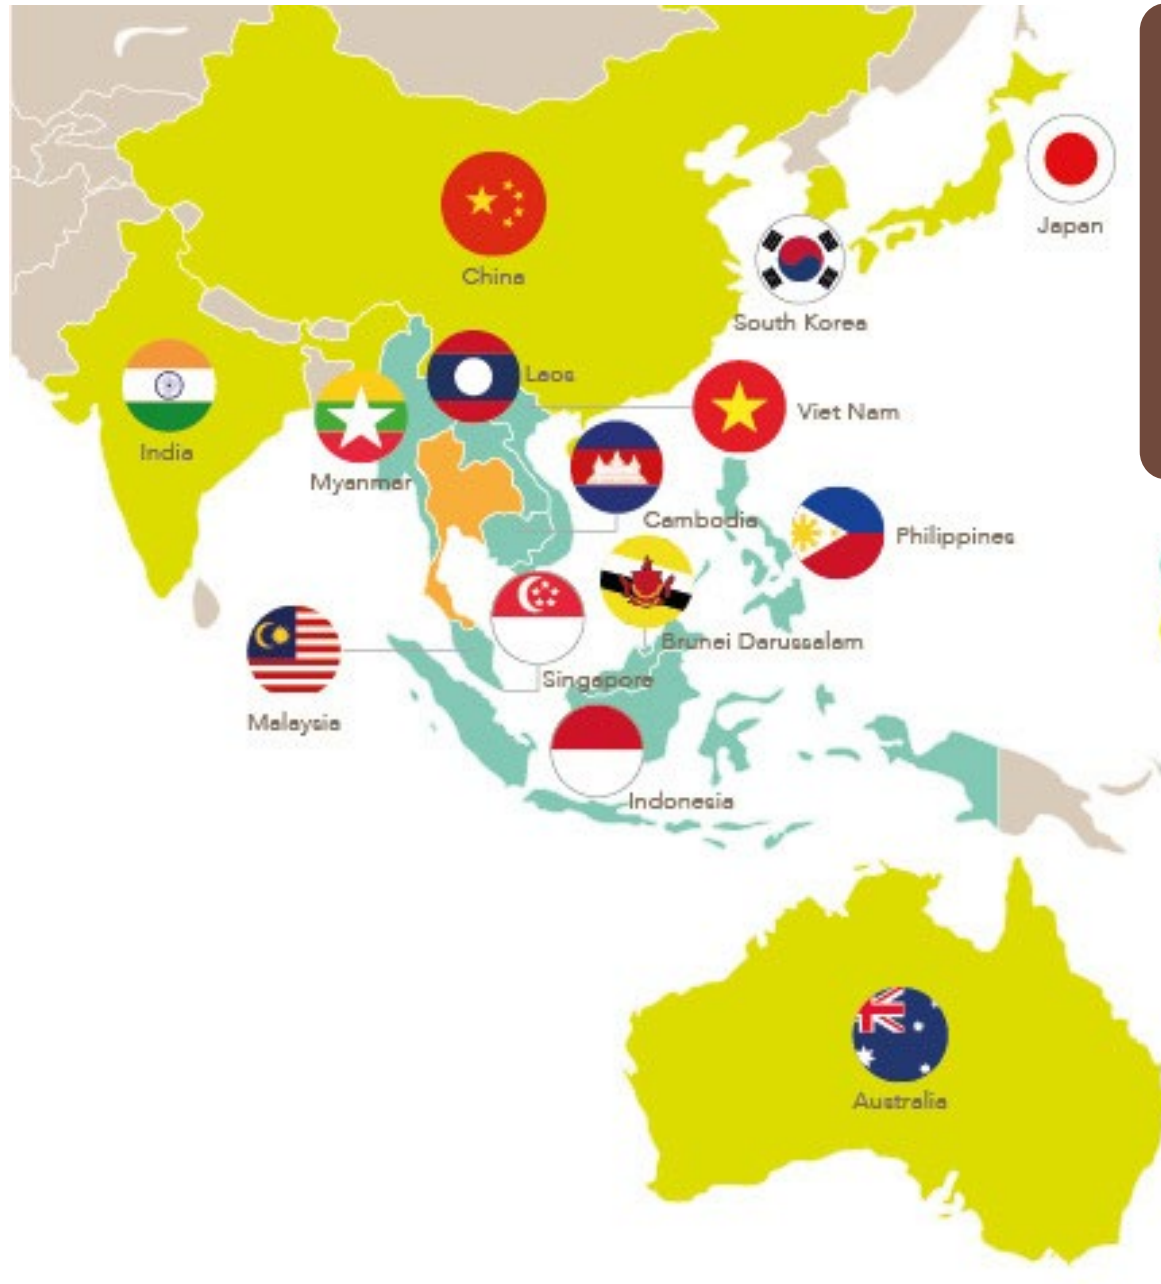 Japan
China
South Korea
Laos
Viet Nam
India
Myanmar
Cambodia
Philippines
Brunei Darussalam
Singapore
Malaysia
Indonesia
Australia